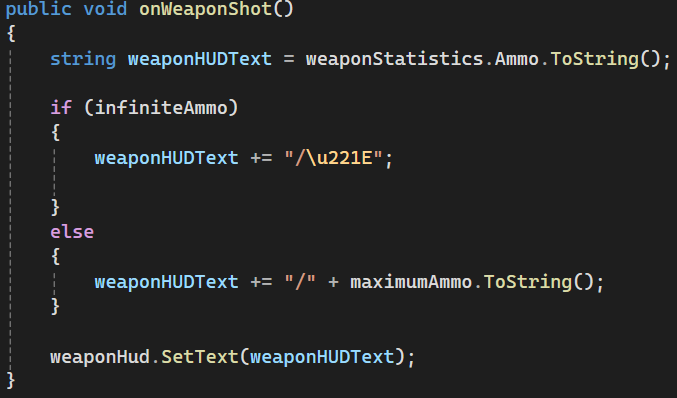 public void onWeaponShot()
{
string weaponHUDText = weaponStatistics.Ammo.ToString();
if (infiniteAmmo)
{
weaponHUDText += "/\u221E";
}
else
{
weaponHUDText += "/" + maximumAmmo.ToString();
}
weaponHud.SetText(weaponHUDText);
}